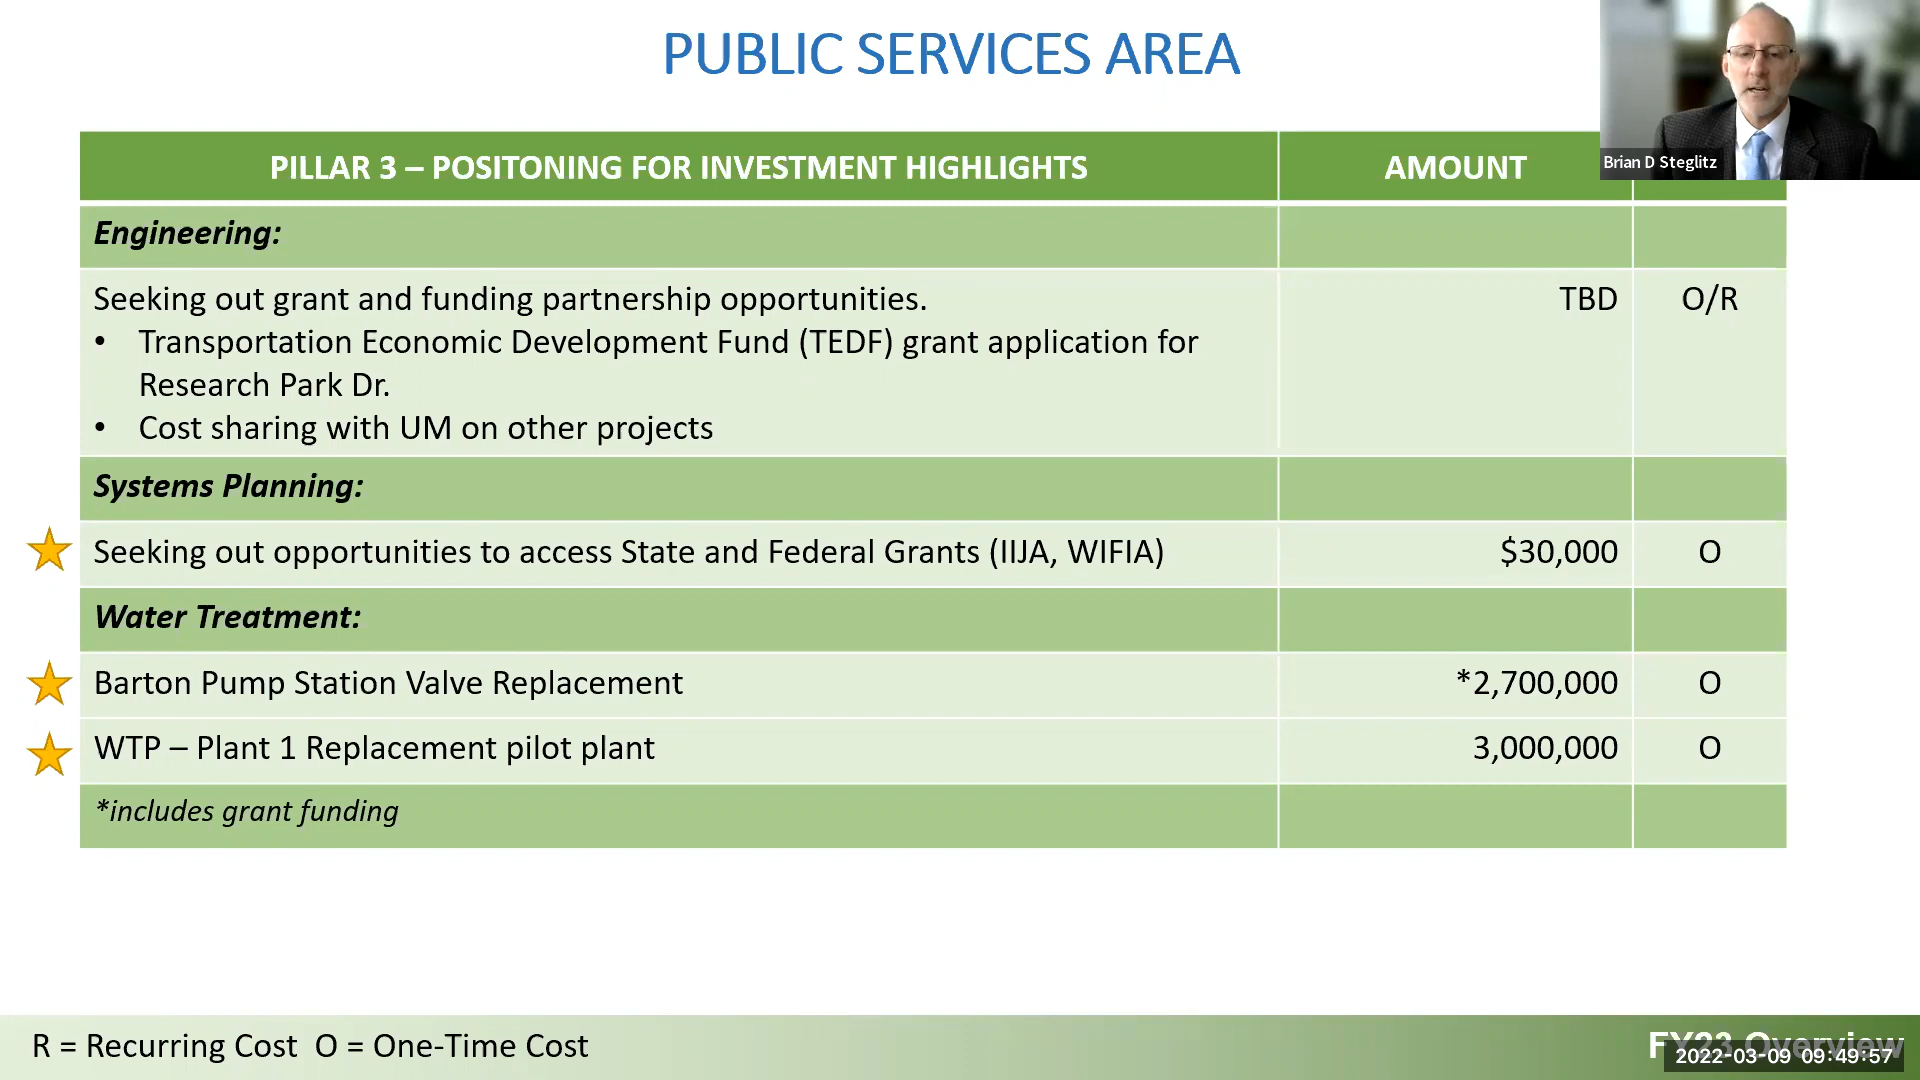 PUBLIC SERVICES AREA
Brian D Steglitz
PILLAR 3 – POSITONING FOR INVESTMENT HIGHLIGHTS AMOUNT
Engineering:
Seeking out grant and funding partnership opportunities. TBD O/R
• Transportation Economic Development Fund (TEDF) grant application for
Research Park Dr.
• Cost sharing with UM on other projects
Systems Planning:
Seeking out opportunities to access State and Federal Grants (IIJA, WIFIA) $30,000 O
Water Treatment:
Barton Pump Station Valve Replacement *2,700,000 O
WTP – Plant 1 Replacement pilot plant 3,000,000 O
*includes grant funding
R = Recurring Cost O = One-Time Cost
FY23 Overview
2022-03-09 09:49:57